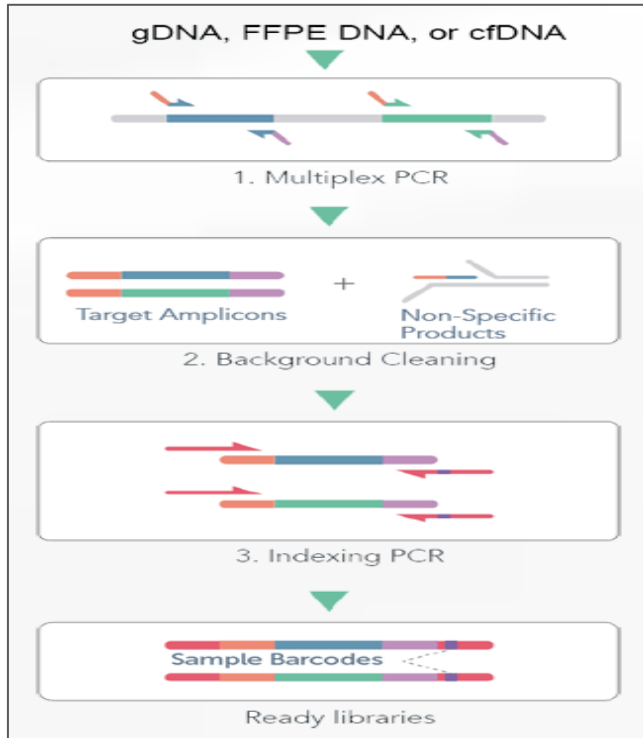 gDNA, FFPE DNA, or cfDNA
1. Multiplex PCR
+
Target Amplicons
Non-Specific
Products
2. Background Cleaning
3. Indexing PCR
Sample Barcodes
Ready libraries